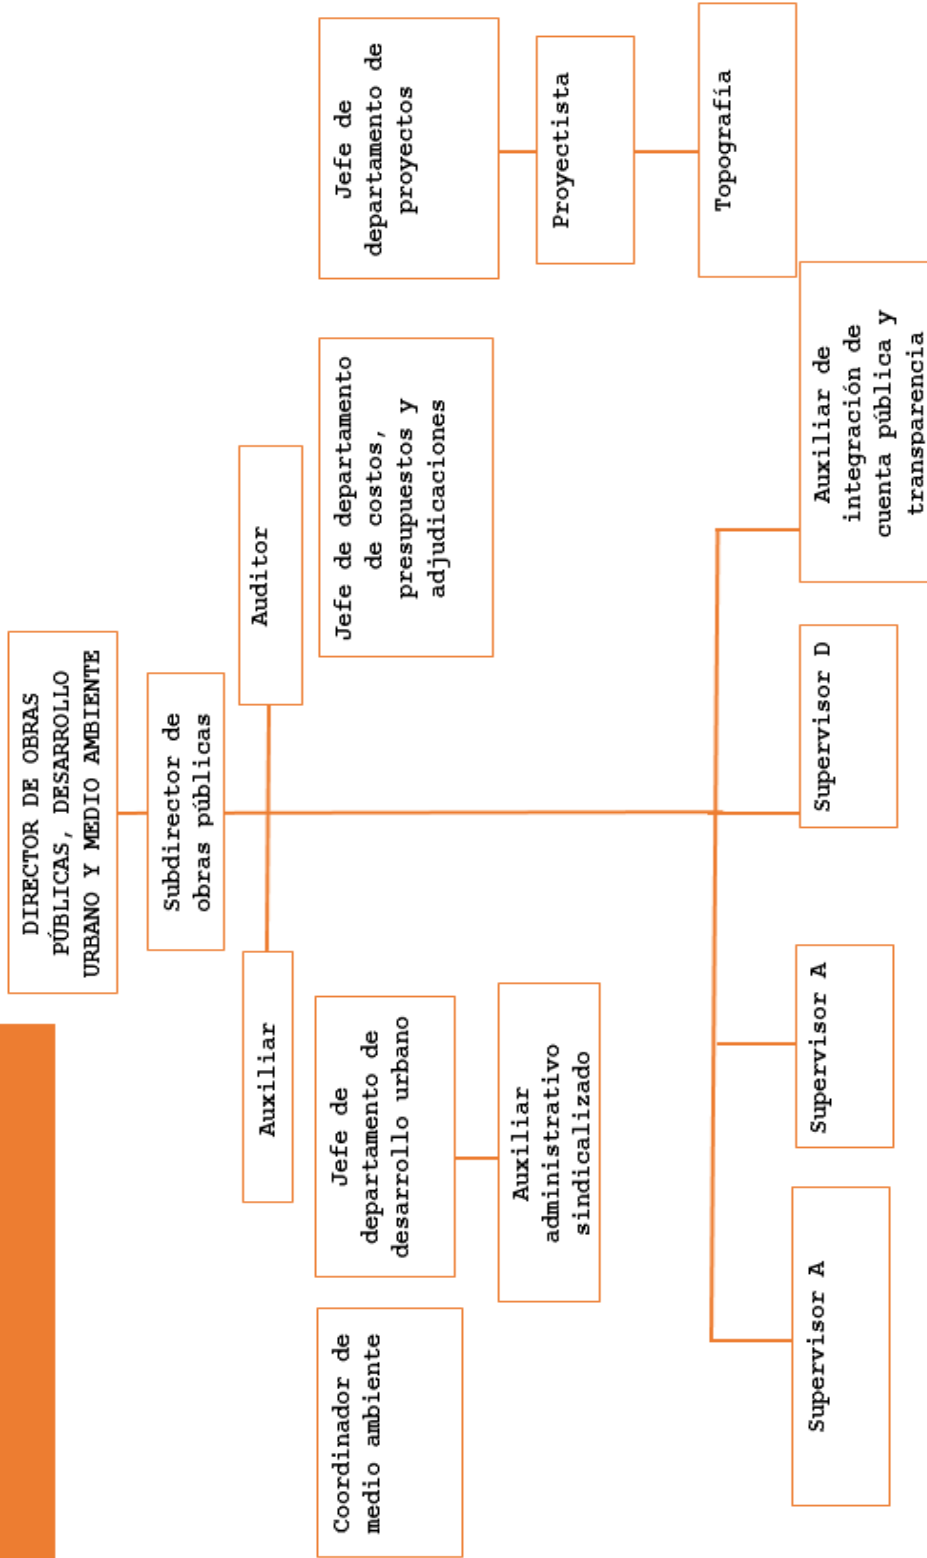 DIRECTOR DE OBRAS
PÚBLICAS, DESARROLLO
URBANO Y MEDIO AMBIENTE
Subdirector de
obras públicas
Auxiliar
Auditor
Coordinador de
medio ambiente
Jefe de
departamento de
desarrollo urbano
Jefe de departamento
de costos,
presupuestos y
adjudicaciones
Jefe de
departamento de
proyectos
Auxiliar
administrativo
sindicalizado
Proyectista
Topografía
Supervisor A
Supervisor A
Supervisor D
Auxiliar de
integración de
cuenta pública y
transparencia